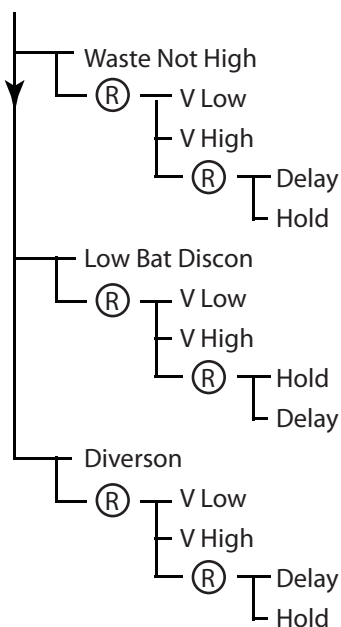 Waste Not High
R V Low
V High
R Delay
Hold
Low Bat Discon
R V Low
V High
R Hold
Delay
Diverson
R V Low
V High
R Delay
Hold